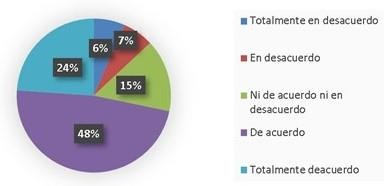 6%
7%
15%
48%
24%
Totalmente en desacuerdo
En desacuerdo
Ni de acuerdo ni en
desacuerdo
De acuerdo
Totalmente deacuerdo